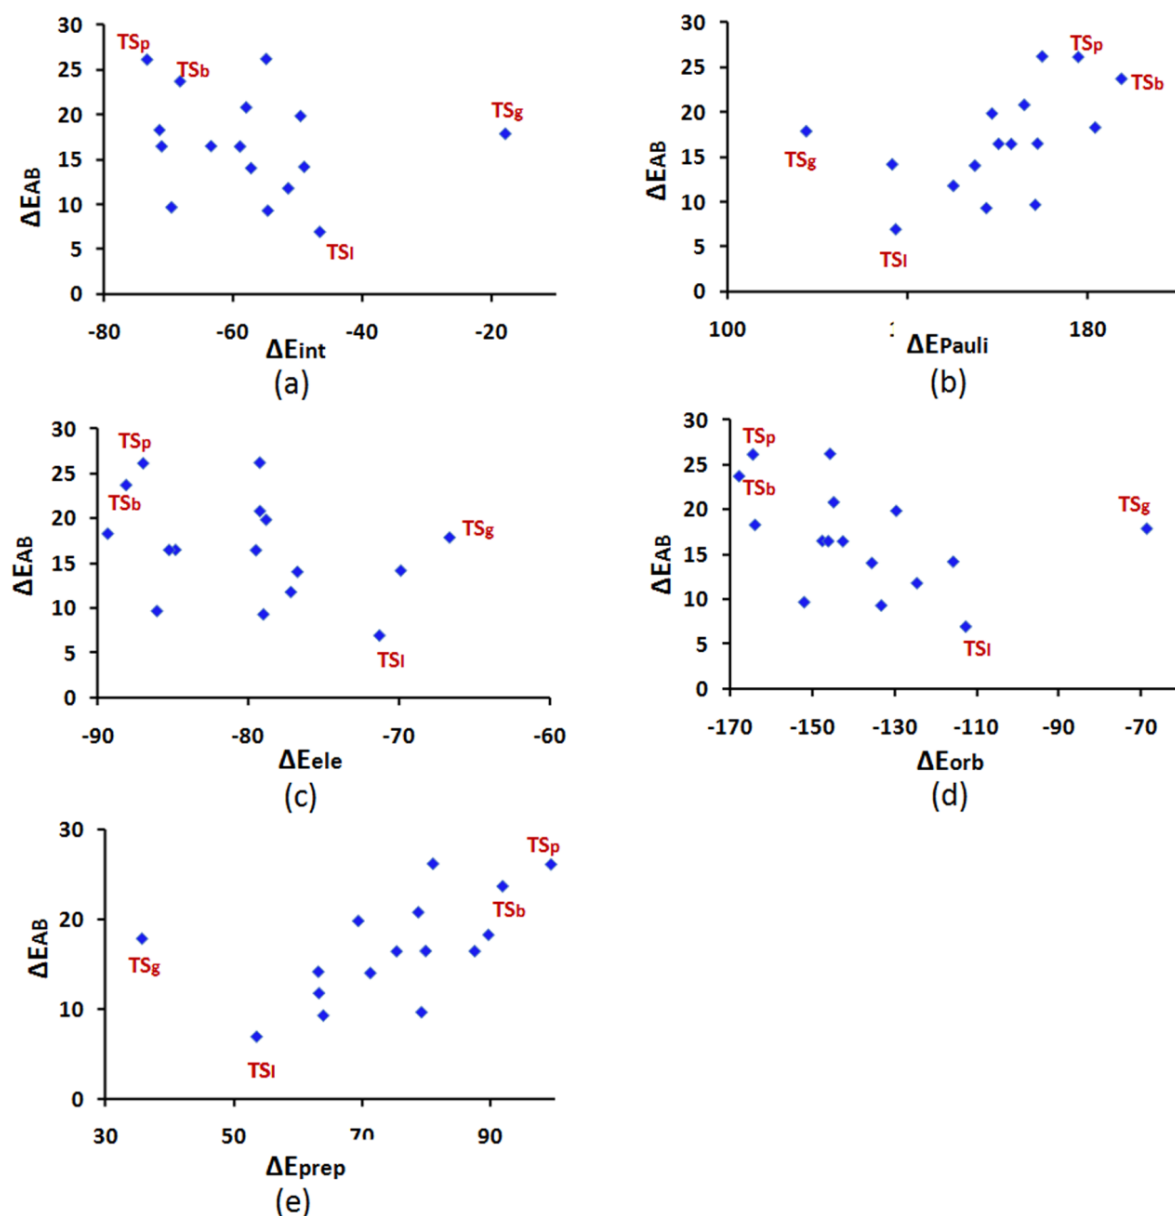 30
25
20
15
10
5
0
ΔEAB
TSp
TSb
TSg
TSl
-80 -60 -40 -20
ΔEint
(a)
30
25
20
15
10
5
0
ΔEAB
TSp
TSb
TSg
TSl
100 180
ΔEPauli
(b)
30
25
20
15
10
5
0
ΔEAB
TSp
TSb
TSg
TSl
-90 -80 -70 -60
ΔEele
(c)
30
25
20
15
10
5
0
ΔEAB
TSp
TSb
TSg
TSl
-170 -150 -130 -110 -90 -70
ΔEorb
(d)
30
20
10
0
ΔEAB
TSp
TSb
TSg
TSl
30 50 70 90
ΔEprep
(e)